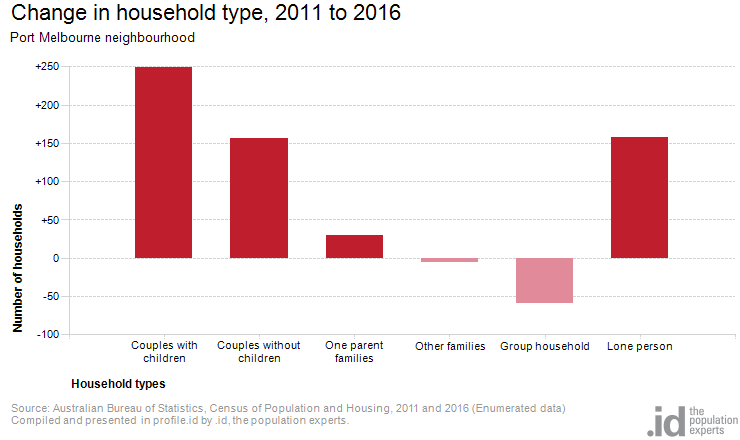 Change in household type, 2011 to 2016
Port Melbourne neighbourhood
Number of households
+250
+200
+150
+100
+50
0
-50
-100
Couples with children
Couples without children
One parent families
Other families
Group household
Lone person
Household types
Source: Australian Bureau of Statistics, Census of Population and Housing, 2011 and 2016 (Enumerated data)
Compiled and presented in profile.id by .id, the population experts.
.id the population experts